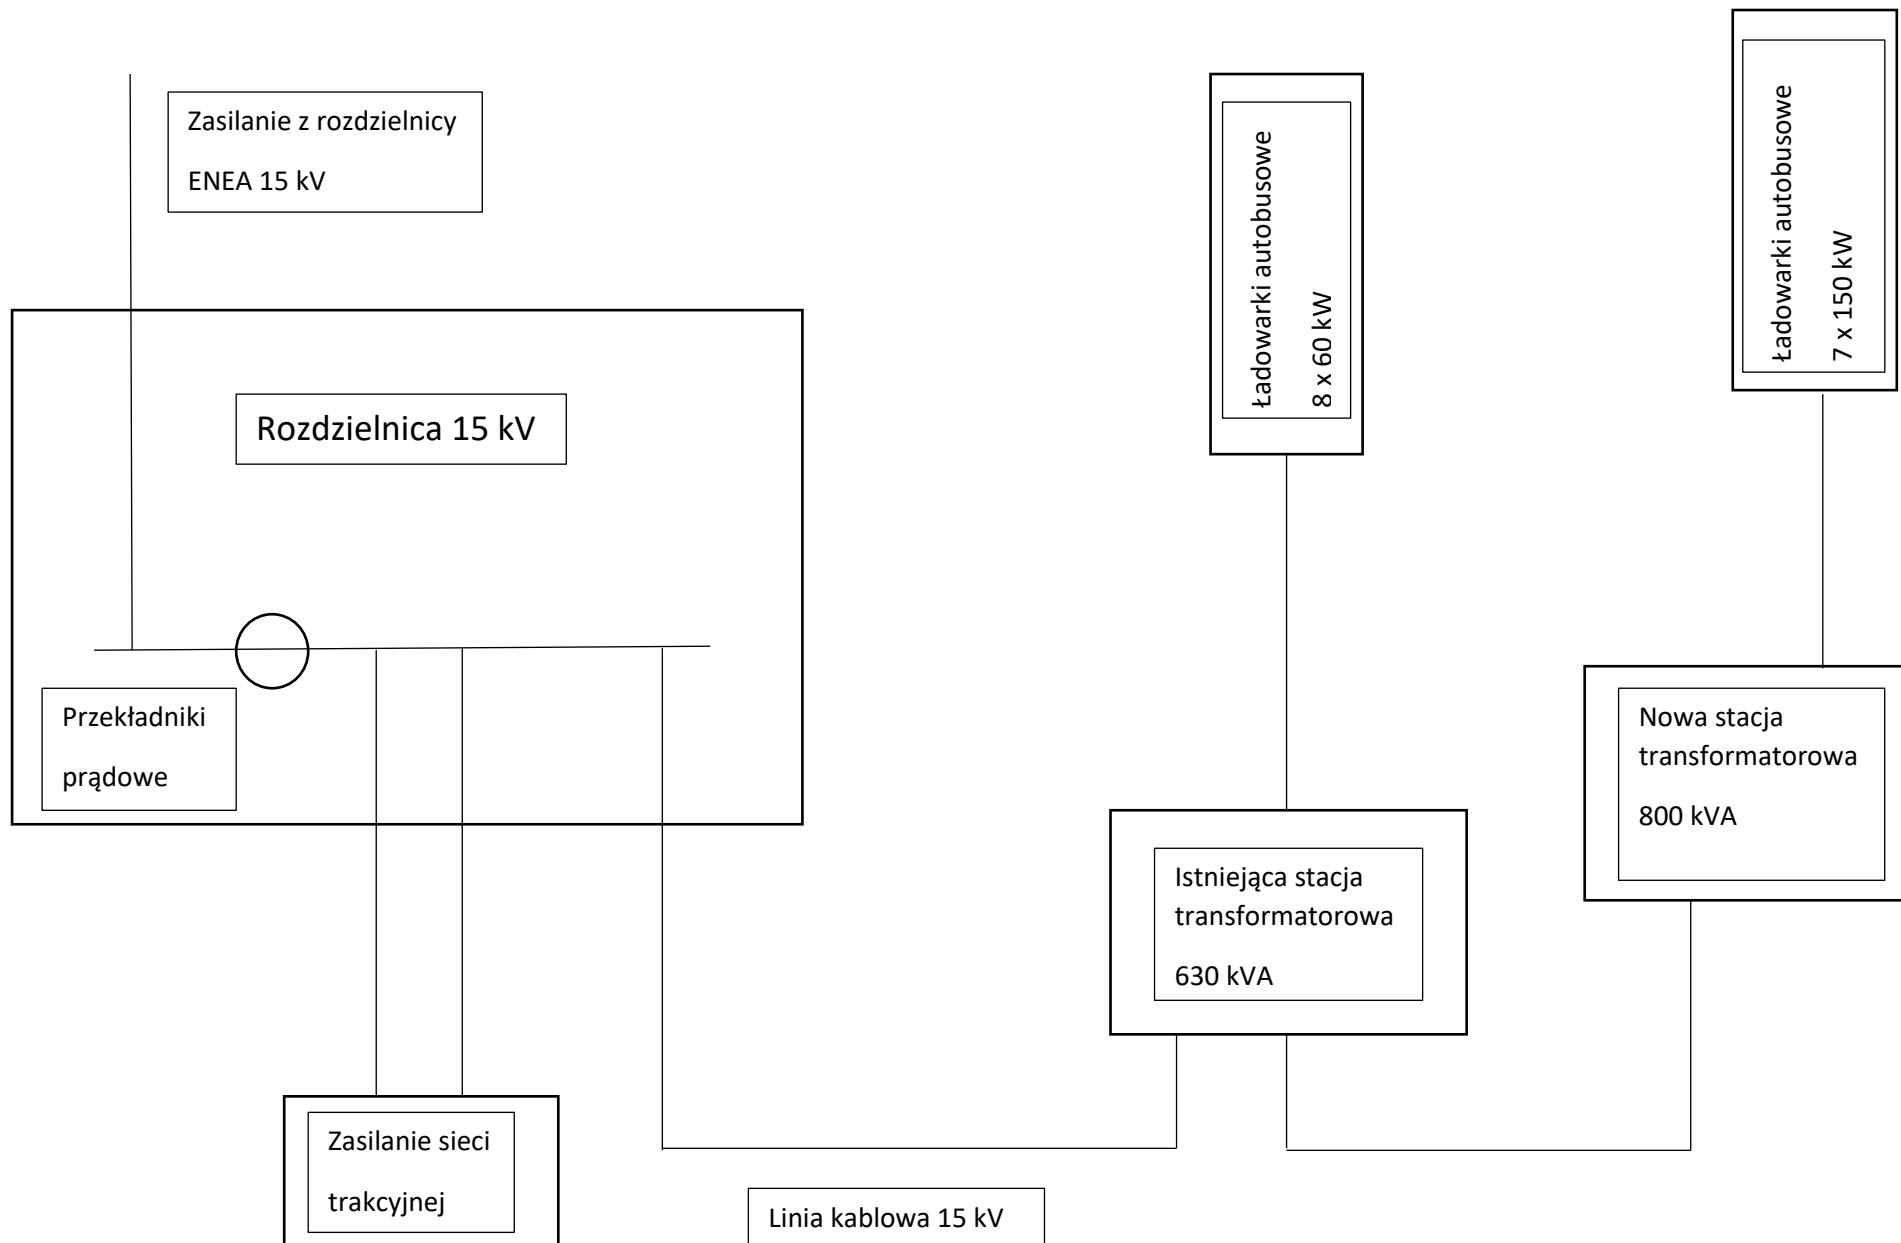 Zasilanie z rozdzielnicy
ENEA 15 kV
Rozdzielnica 15 kV
Przekładniki
prądowe
Zasilanie sieci
trakcyjnej
Linia kablowa 15 kV
Ładowarki autobusowe
8 x 60 kW
Istniejąca stacja
transformatorowa
630 kVA
Ładowarki autobusowe
7 x 150 kW
Nowa stacja
transformatorowa
800 kVA